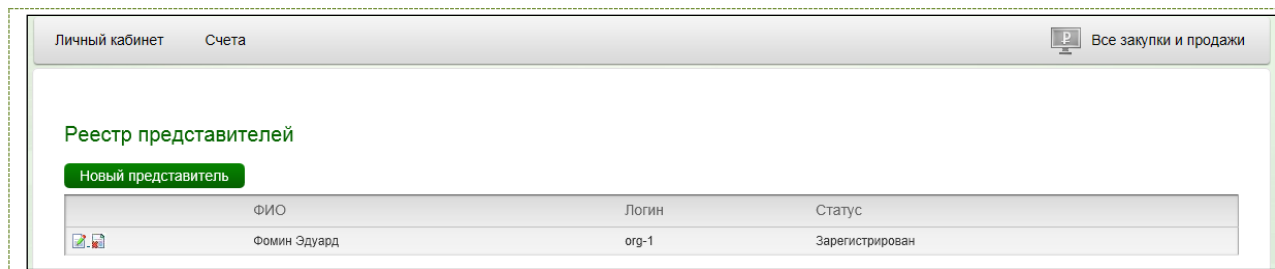 Личный кабинет Счета Все закупки и продажи
Реестр представителей
Новый представитель
ФИО Логин Статус
Фомин Эдуард org-1 Зарегистрирован